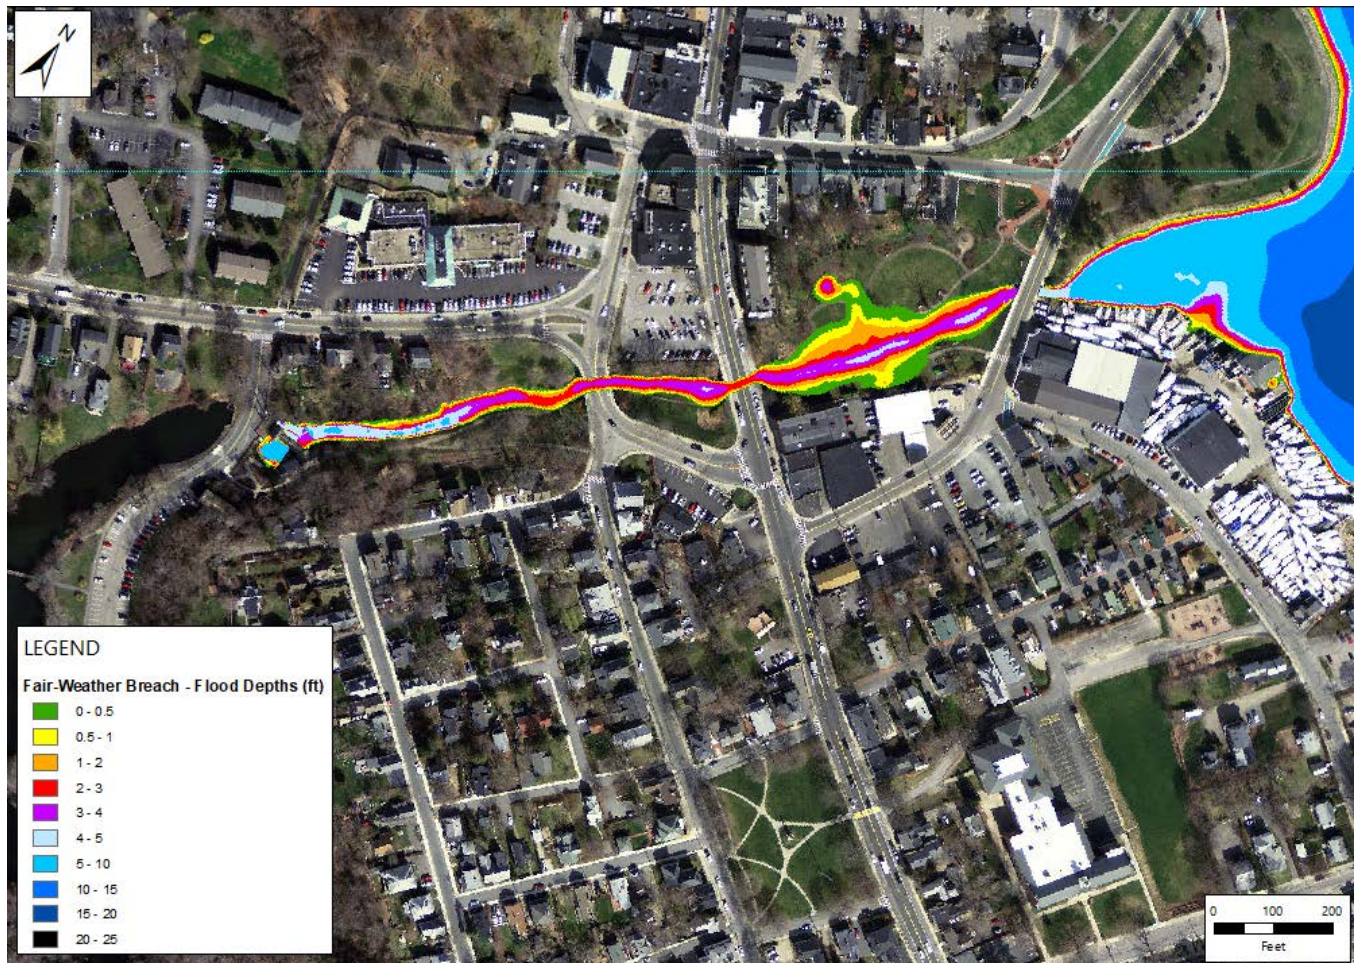 N
LEGEND
Fair-Weather Breach - Flood Depths (ft)
0 - 0.5
0.5 - 1
1 - 2
2 - 3
3 - 4
4 - 5
5 - 10
10 - 15
15 - 20
20 - 25
0 100 200
Feet